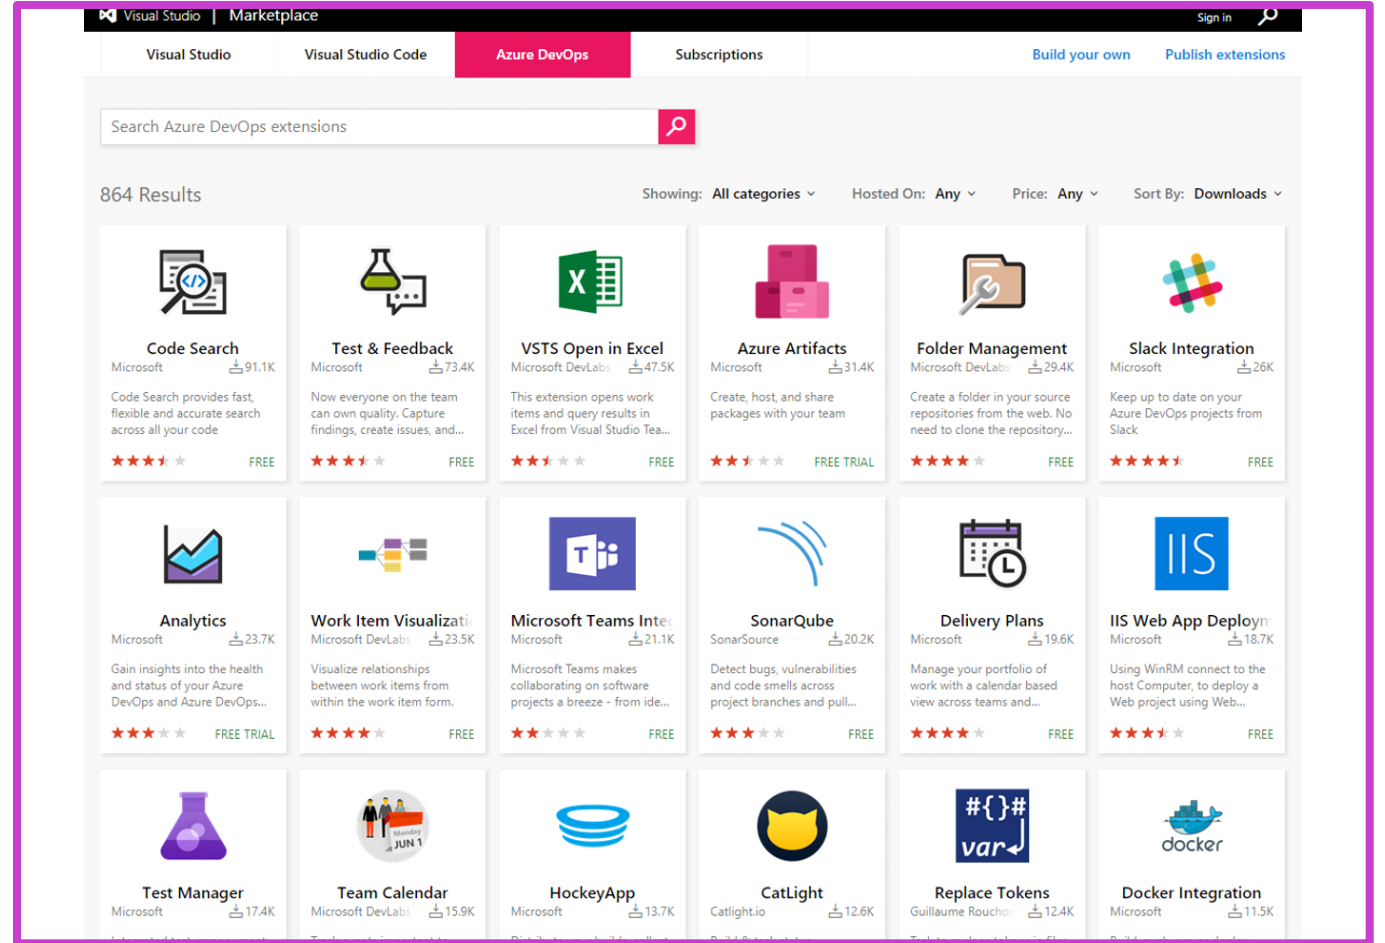 Visual Studio | Marketplace
Sign in
Visual Studio
Visual Studio Code
Azure DevOps
Subscriptions
Build your own
Publish extensions
Search Azure DevOps extensions
864 Results
Showing: All categories
Hosted On: Any
Price: Any
Sort By: Downloads
Code Search
Microsoft 91.1K
Code Search provides fast,
flexible and accurate search
across all your code
FREE
Test & Feedback
Microsoft 73.4K
Now everyone on the team
can own quality. Capture
findings, create issues, and...
FREE
X
VSTS Open in Excel
Microsoft DevLabs 47.5K
This extension opens work
items and query results in
Excel from Visual Studio Tea...
FREE
Azure Artifacts
Microsoft 31.4K
Create, host, and share
packages with your team
FREE TRIAL
Folder Management
Microsoft DevLabs 29.4K
Create a folder in your source
repositories from the web. No
need to clone the repository...
FREE
Slack Integration
Microsoft 26K
Keep up to date on your
Azure DevOps projects from
Slack
FREE
Analytics
Microsoft 23.7K
Gain insights into the health
and status of your Azure
DevOps and Azure DevOps...
FREE TRIAL
Work Item Visualizati
Microsoft DevLabs 23.5K
Visualize relationships
between work items from
within the work item form.
FREE
T
Microsoft Teams Integ
Microsoft 21.1K
Microsoft Teams makes
collaborating on software
projects a breeze - from ide...
FREE
SonarQube
SonarSource 20.2K
Detect bugs, vulnerabilities
and code smells across
project branches and pull...
FREE
Delivery Plans
Microsoft 19.6K
Manage your portfolio of
work with a calendar based
view across teams and...
FREE
IIS
IIS Web App Deploym
Microsoft 18.7K
Using WinRM connect to the
host Computer, to deploy a
Web project using Web...
FREE
Test Manager
Microsoft 17.4K
Monday
JUN 1
Team Calendar
Microsoft DevLabs 15.9K
HockeyApp
Microsoft 13.7K
CatLight
Catlight.io 12.6K
#{}#
var
Replace Tokens
Guillaume Rouchon 12.4K
docker
Docker Integration
Microsoft 11.5K